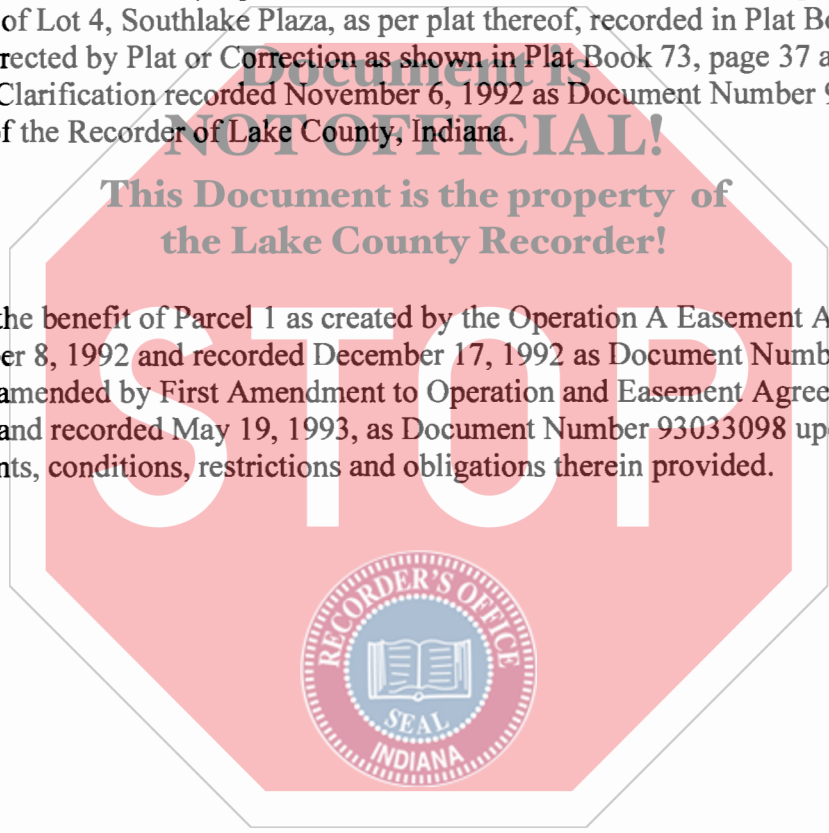 of Lot 4, Southlake Plaza, as per plat thereof, recorded in Plat Bo
rected by Plat or Correction as shown in Plat Book 73, page 37 a
Document is
Clarification recorded November 6, 1992 as Document Number 9
f the Recorder of Lake County, Indiana.
NOT OFFICIAL!
This Document is the property of
the Lake County Recorder!
the benefit of Parcel 1 as created by the Operation A Easement A
er 8, 1992 and recorded December 17, 1992 as Document Numb
amended by First Amendment to Operation and Easement Agree
and recorded May 19, 1993, as Document Number 93033098 up
nts, conditions, restrictions and obligations therein provided.
STOP
RECORDER'S OFFICE
SEAL
INDIANA